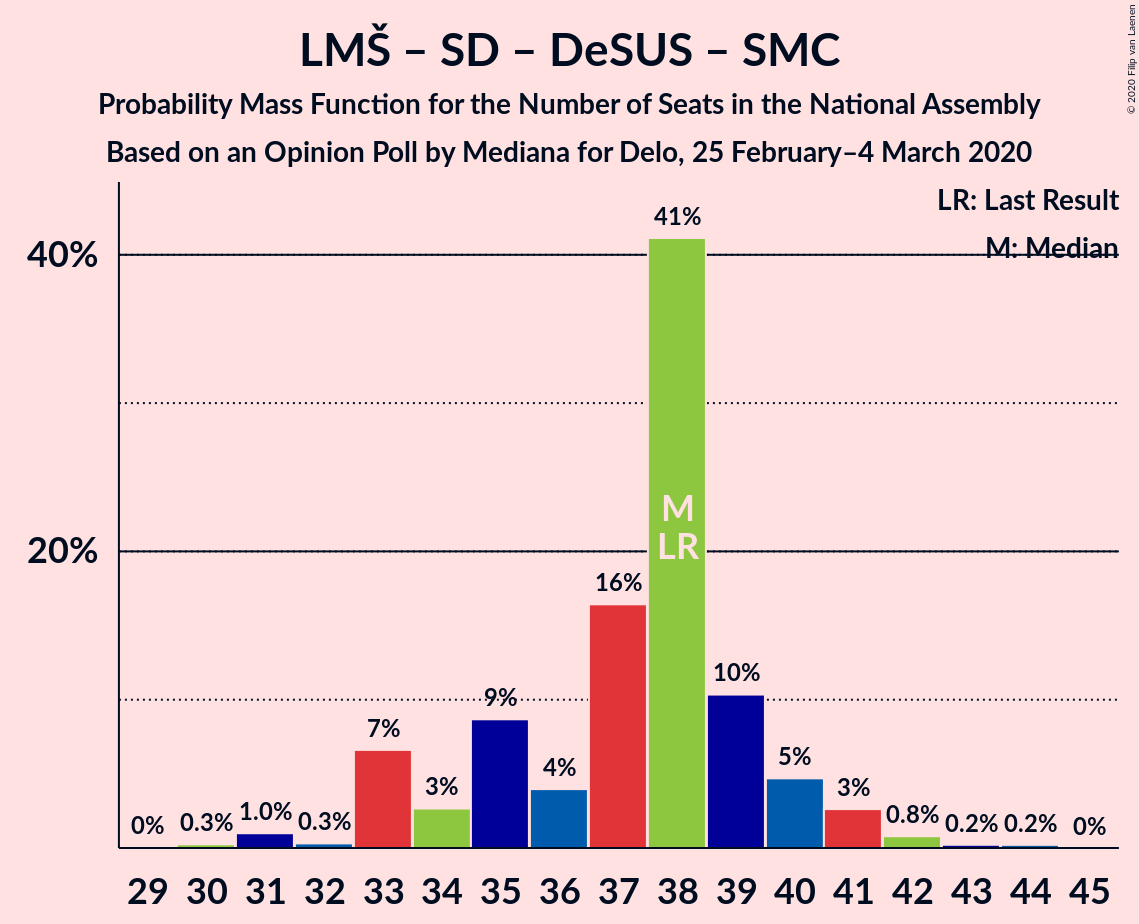 LMŠ – SD – DeSUS – SMC
Probability Mass Function for the Number of Seats in the National Assembly
Based on an Opinion Poll by Mediana for Delo, 25 February–4 March 2020
© 2020 Filip van Laenen
LR: Last Result
M: Median
40%
20%
0%
0.3%
1.0%
0.3%
7%
3%
9%
4%
16%
41%
10%
5%
3%
0.8%
0.2%
0.2%
0%
M
LR
29 30 31 32 33 34 35 36 37 38 39 40 41 42 43 44 45